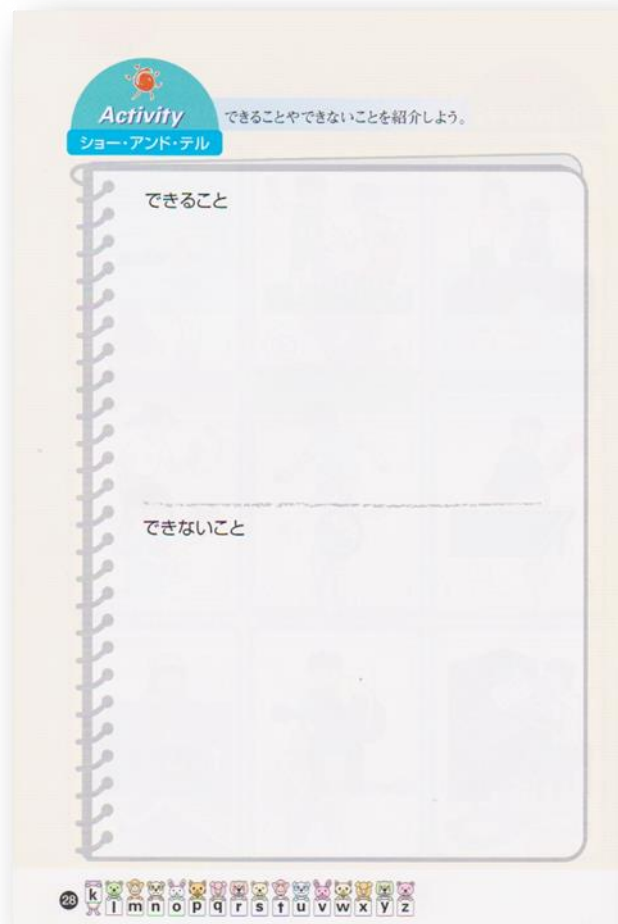 Activity
できることやできないことを紹介しよう。
ショー・アンド・テル
できること
できないこと
28 k l m n o p q r s t u v w x y z